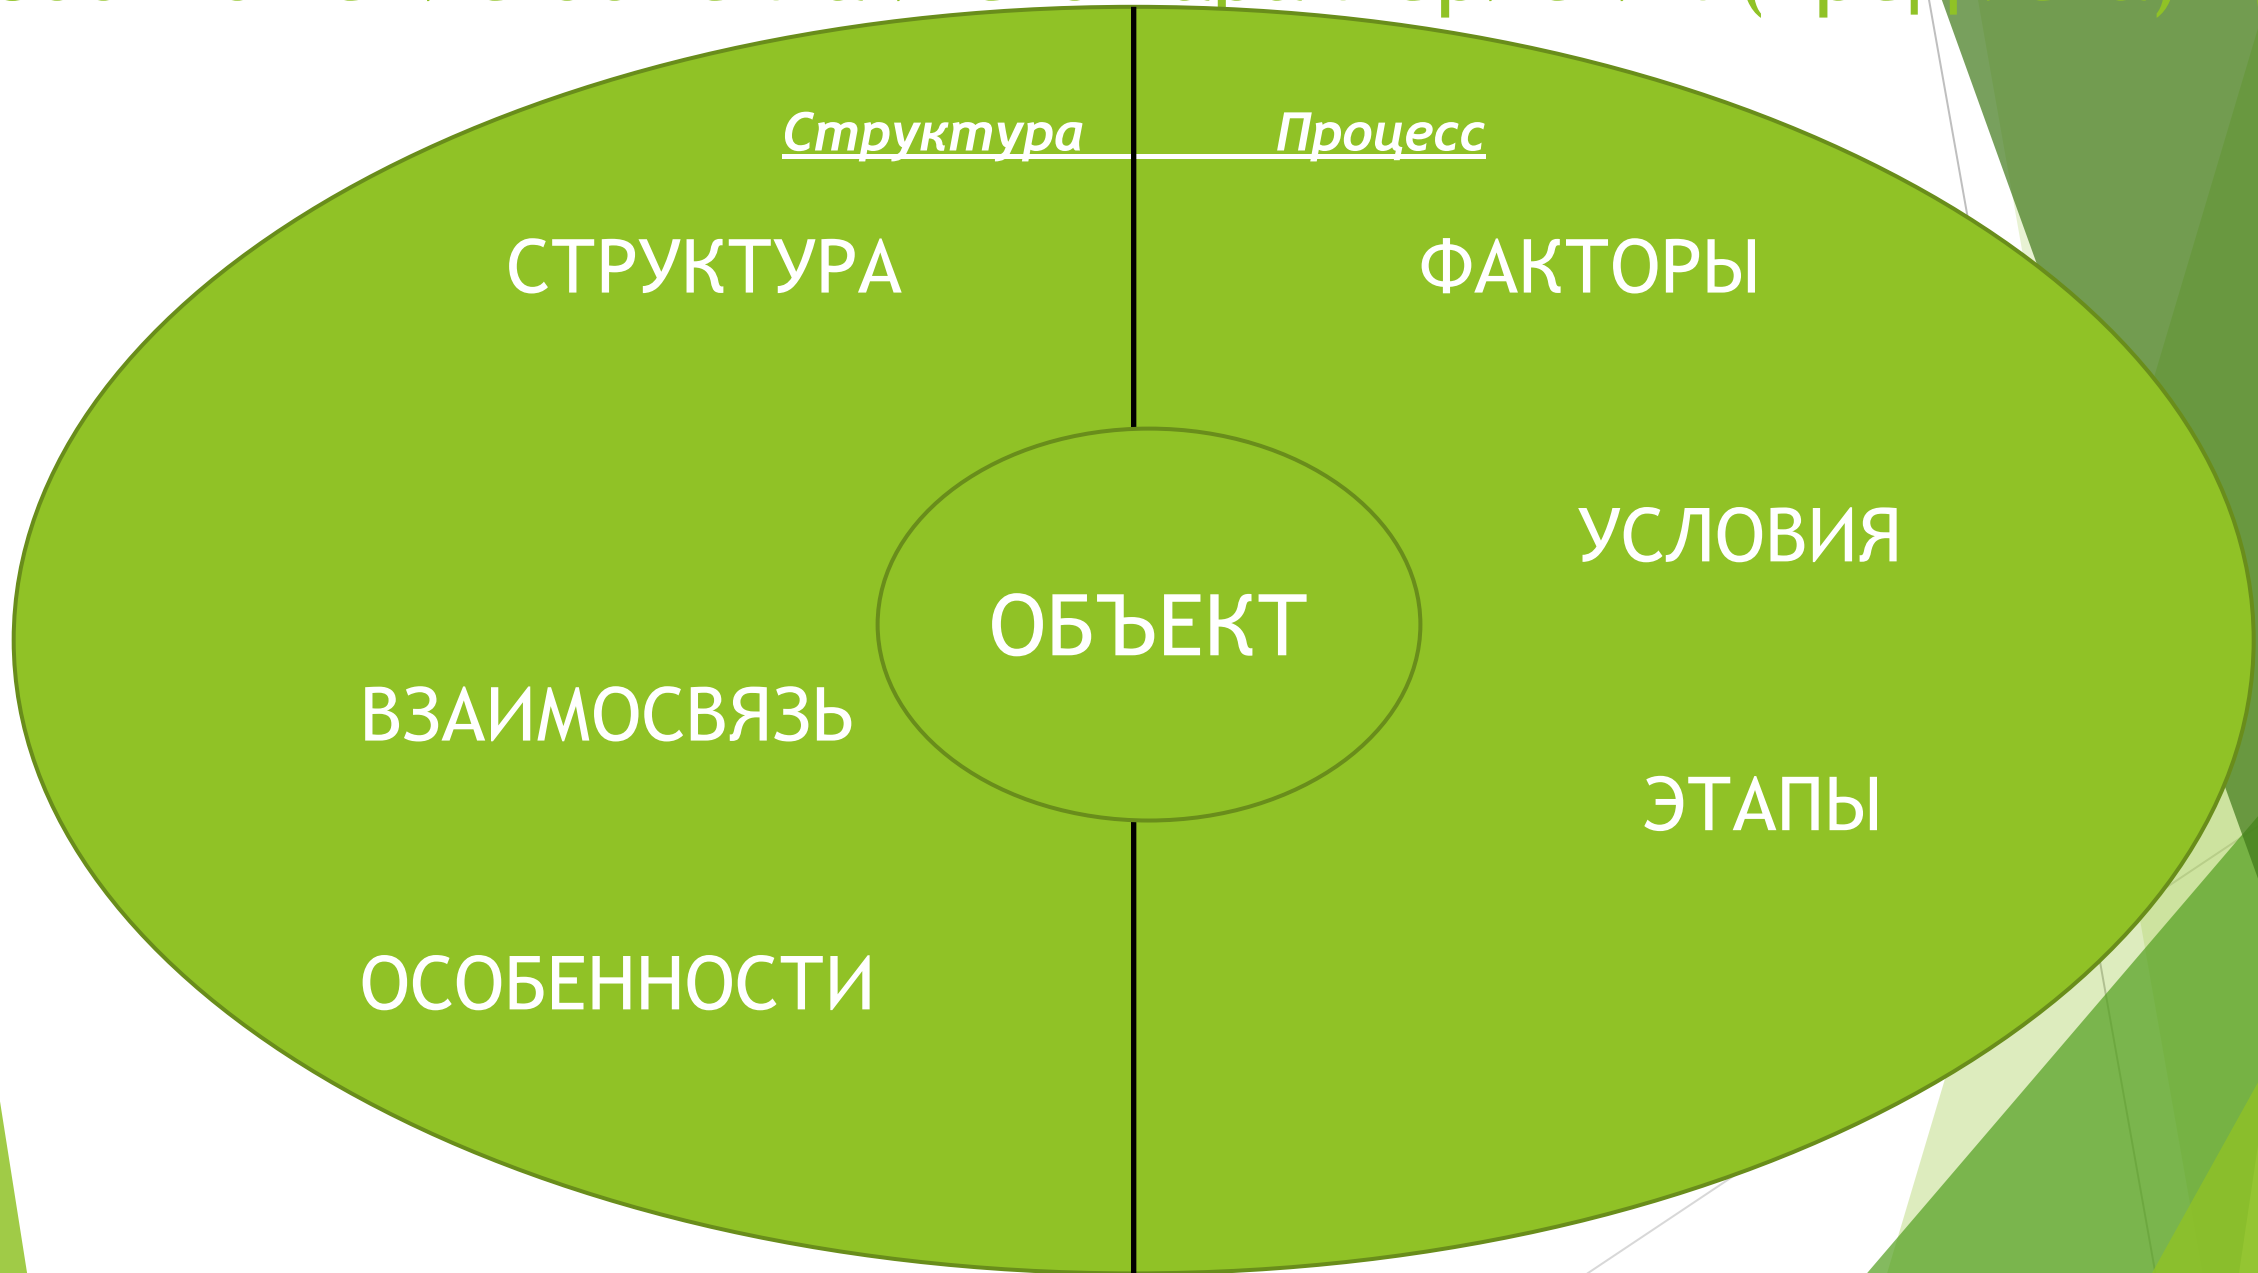 Структура Процесс
СТРУКТУРА
ФАКТОРЫ
УСЛОВИЯ
ОБЪЕКТ
ВЗАИМОСВЯЗЬ
ЭТАПЫ
ОСОБЕННОСТИ